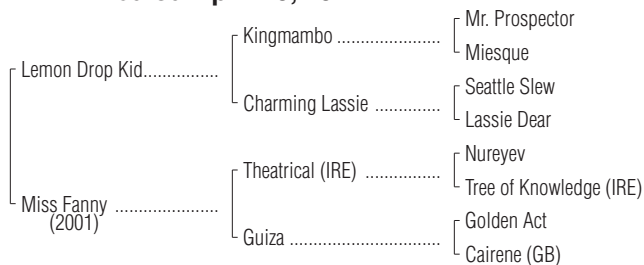 Mr. Prospector
Kingmambo ....................
Miesque
Lemon Drop Kid...............
Seattle Slew
Charming Lassie .............
Lassie Dear
Nureyev
Theatrical (IRE) ...............
Tree of Knowledge (IRE)
Miss Fanny .....................
(2001)
Golden Act
Guiza ..............................
Cairene (GB)